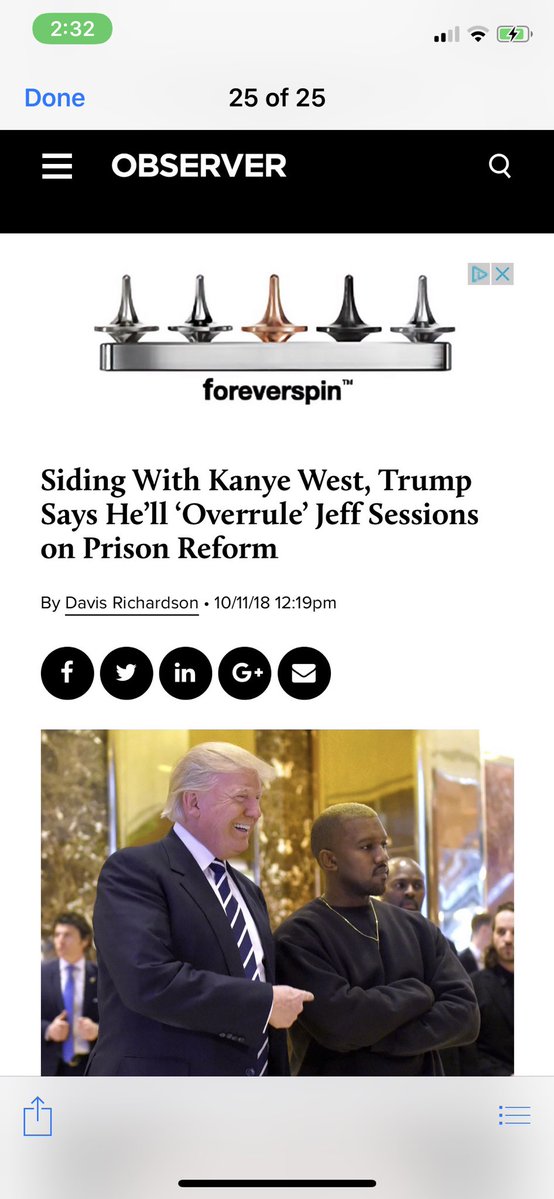 2:32
Done
25 of 25
OBSERVER
foreverspin™
Siding With Kanye West, Trump
Says He’ll ‘Overrule’ Jeff Sessions
on Prison Reform
By Davis Richardson • 10/11/18 12:19pm
f
in
G+